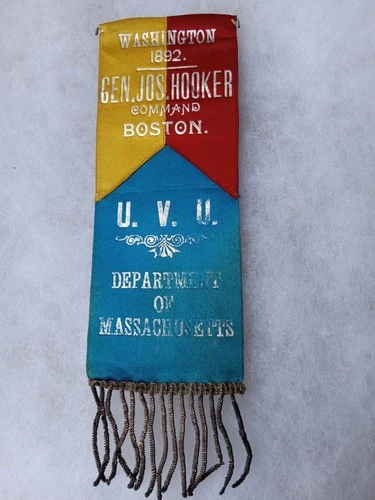 WASHINGTON
1892.
GEN. JOS. HOOKER
COMMAND
BOSTON.
U. V. U.
DEPARTMENT
OF
MASSACHUSETTS